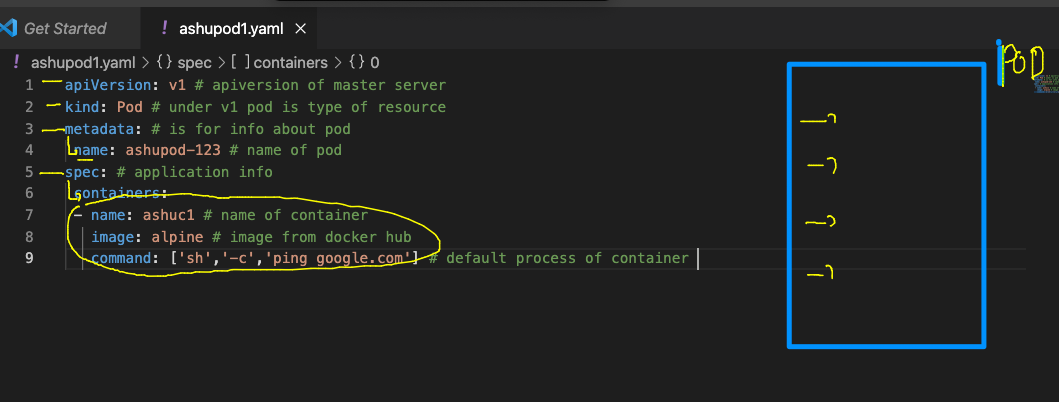 Get Started
! ashupod1.yaml ×
! ashupod1.yaml > {} spec > [ ] containers > {} 0
1 apiVersion: v1 # apiversion of master server
2 kind: Pod # under v1 pod is type of resource
3 metadata: # is for info about pod
4 name: ashupod-123 # name of pod
5 spec: # application info
6 containers:
7 - name: ashuc1 # name of container
8 image: alpine # image from docker hub
9 command: ['sh','-c','ping google.com'] # default process of container
POD